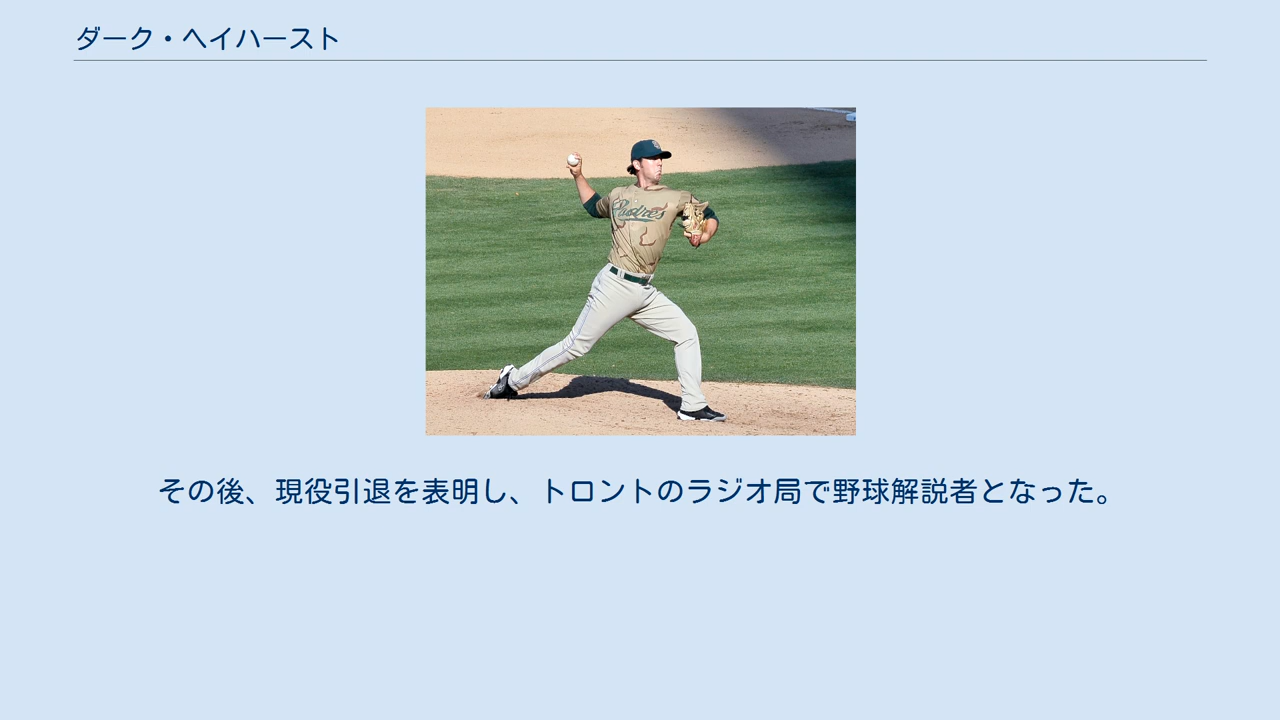 ダーク・ヘイハースト
Padres
その後、現役引退を表明し、トロントのラジオ局で野球解説者となった。